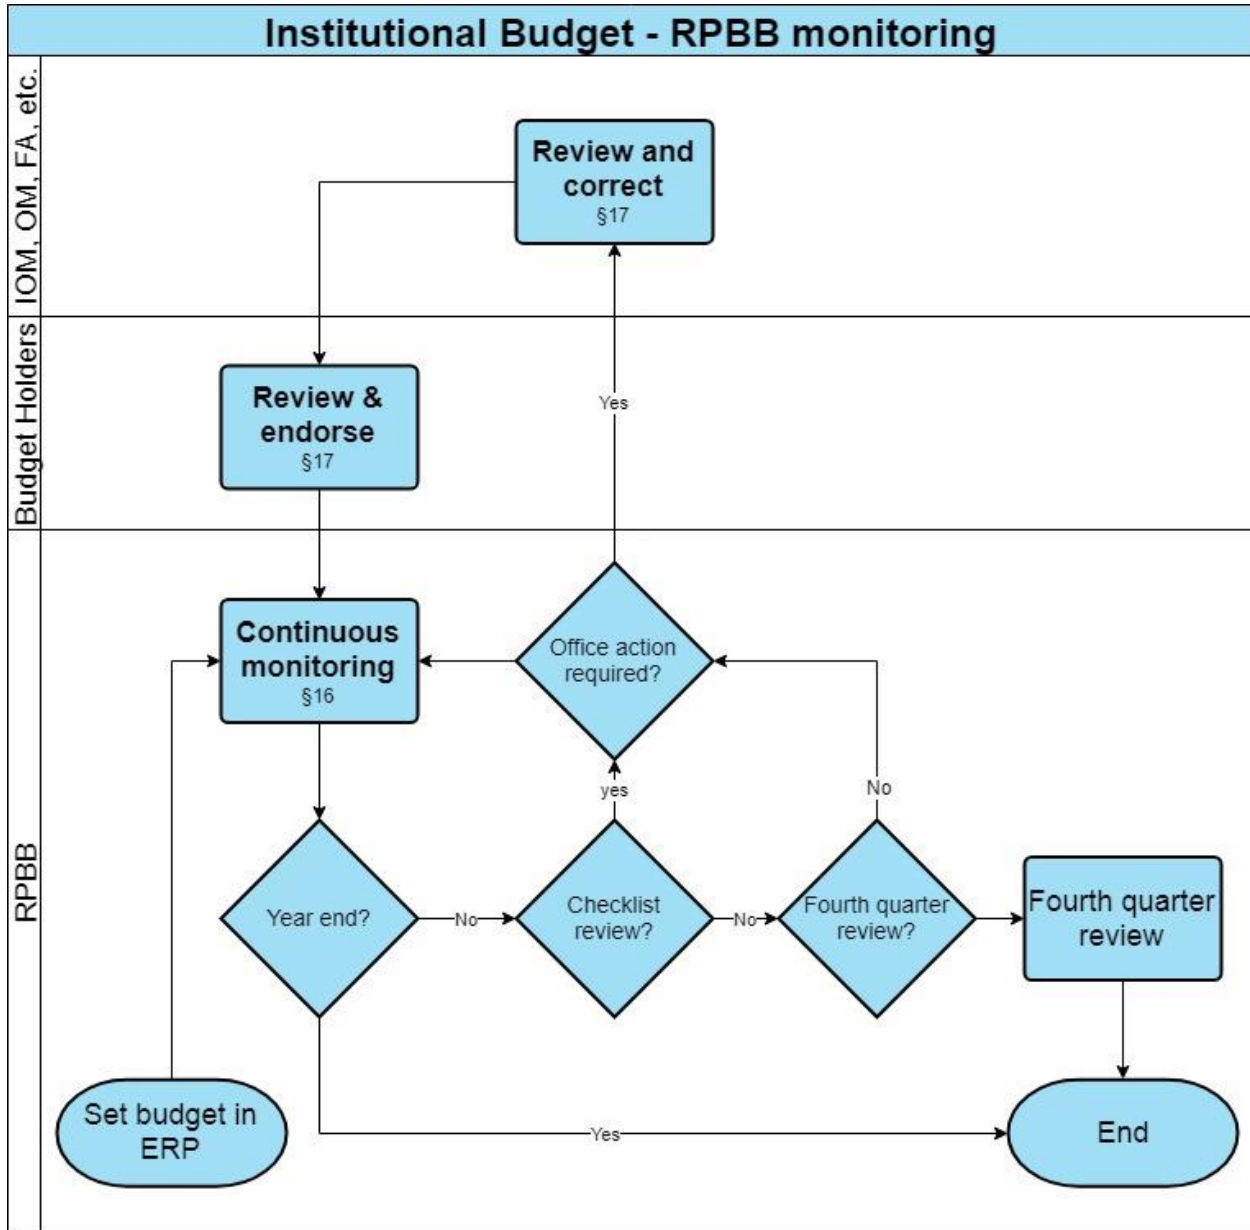 Institutional Budget - RPBB monitoring
IOM, OM, FA, etc.
Review and
correct
§17
Budget Holders
Review &
endorse
§17
Yes
RPBB
Continuous
monitoring
§16
Office action
required?
yes
No
Year end?
No
Checklist
review?
No
Fourth quarter
review?
Fourth quarter
review
Set budget in
ERP
Yes
End